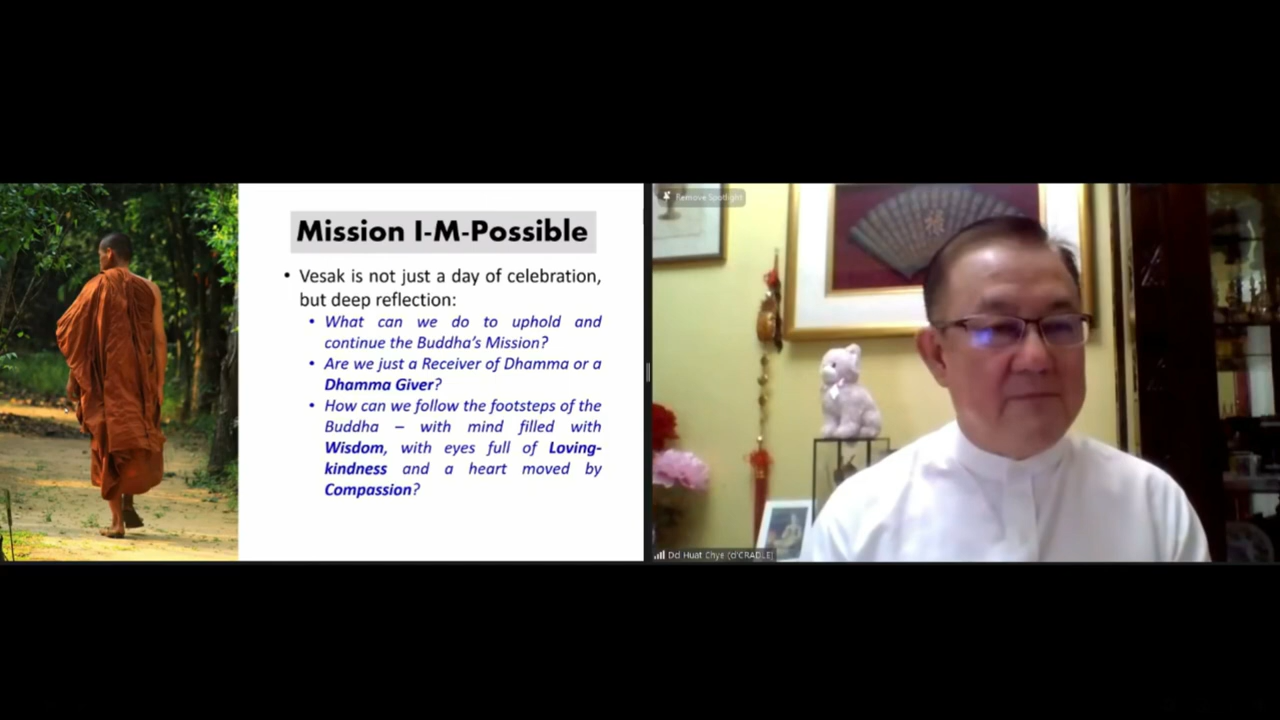 Mission I-M-Possible
• Vesak is not just a day of celebration,
but deep reflection:
• What can we do to uphold and
continue the Buddha's Mission?
• Are we just a Receiver of Dhamma or a
Dhamma Giver?
• How can we follow the footsteps of the
Buddha – with mind filled with
Wisdom, with eyes full of Loving-
kindness and a heart moved by
Compassion?
Remove Spotlight
Dd Huat Chye (d'CRADLE)